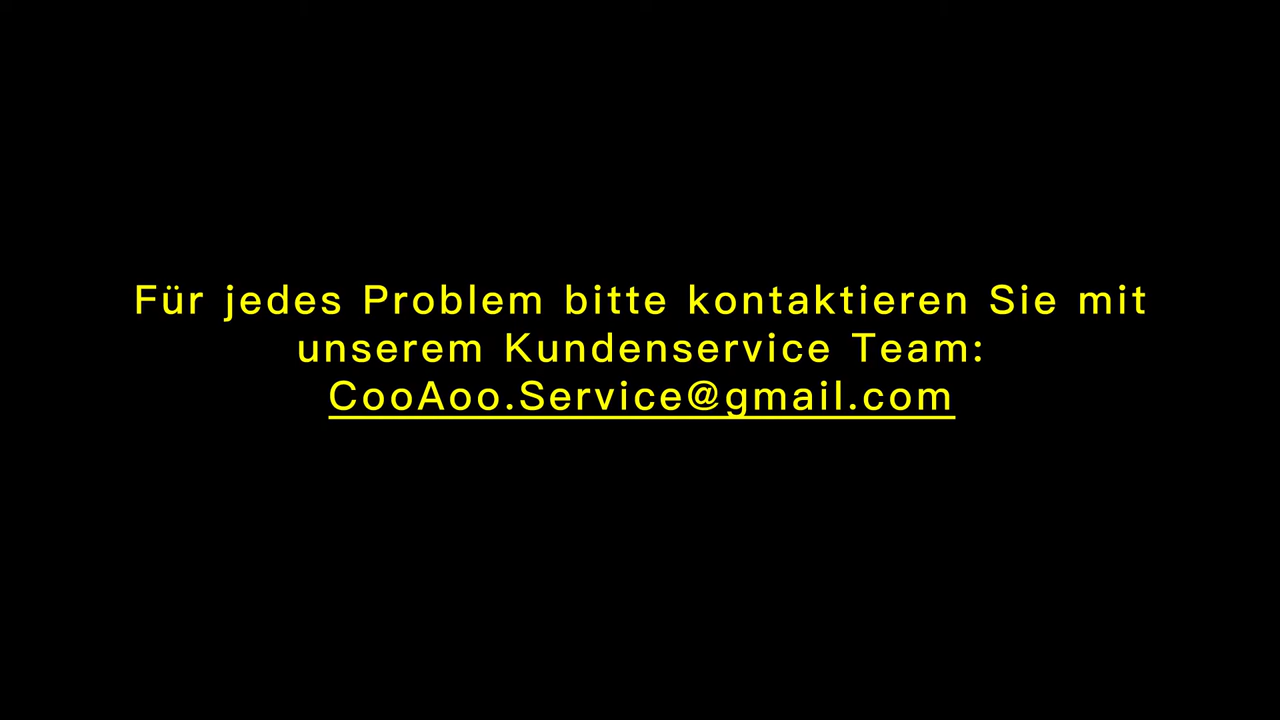 Für jedes Problem bitte kontaktieren Sie mit
unserem Kundenservice Team:
CooAoo.Service@gmail.com